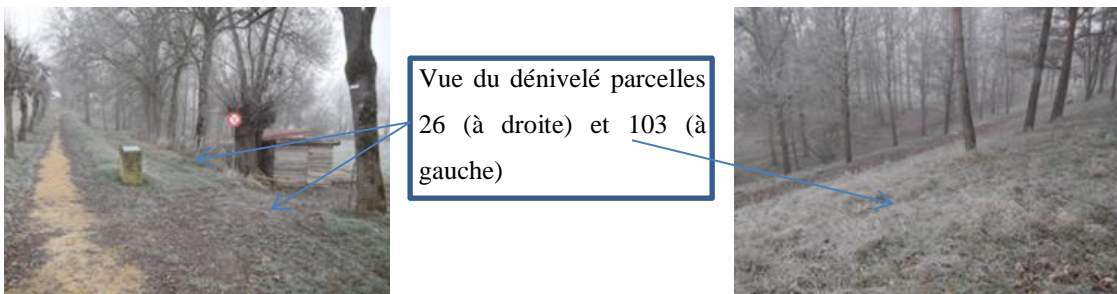 Vue du dénivelé parcelles
26 (à droite) et 103 (à
gauche)